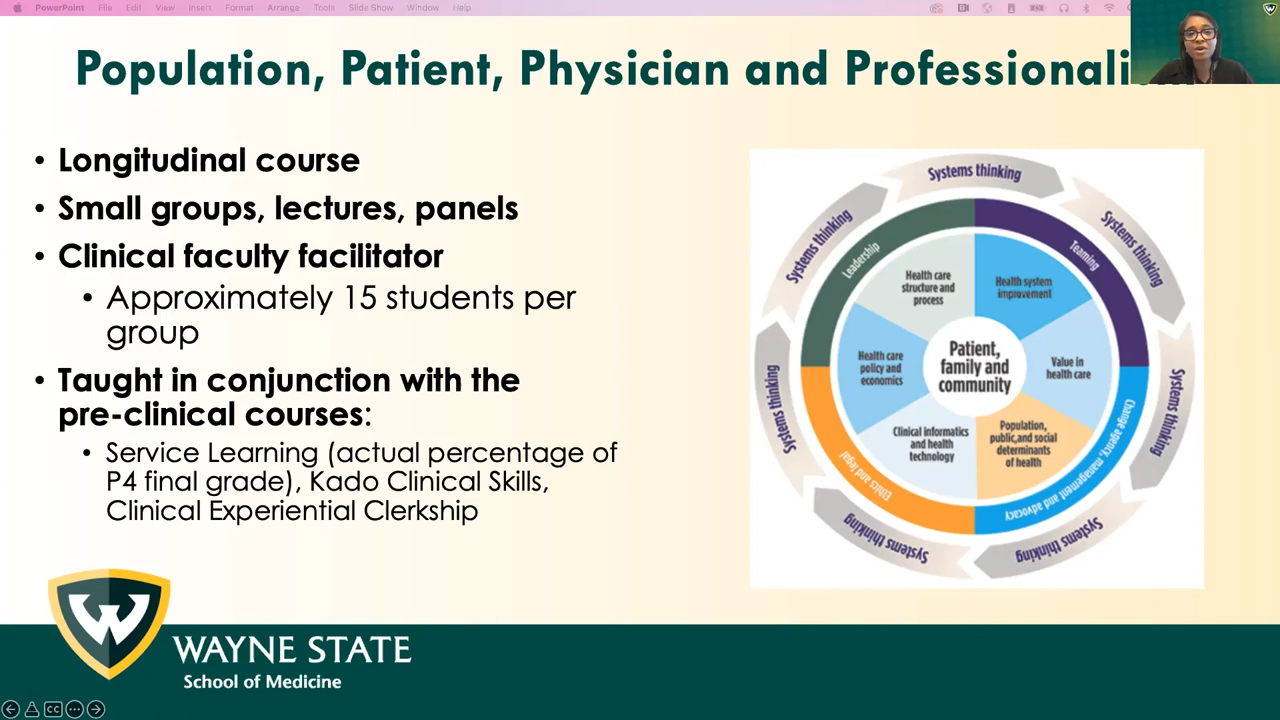 PowerPoint File Edit View Insert Format Arrange Tools Slide Show Window Help
Population, Patient, Physician and
• Longitudinal course
• Small groups, lectures, panels
• Clinical faculty facilitator
• Approximately 15 students per
group
• Taught in conjunction with the
pre-clinical courses:
• Service Learning (actual percentage of
P4 final grade), Kado Clinical Skills,
Clinical Experiential Clerkship
Systems thinking
Systems thinking
Systems thinking
Systems thinking
Systems thinking
Systems thinking
Systems thinking
Leadership
Teaming
Change agency, management and advocacy
Ethics and legal
Health care
structure and
process
Health system
improvement
Value in
health care
Population,
public,and social
determinants
of health
Clinical informatics
and health
technology
Health care
policy and
economics
Patient,
family and
community
WAYNE STATE
School of Medicine
CC